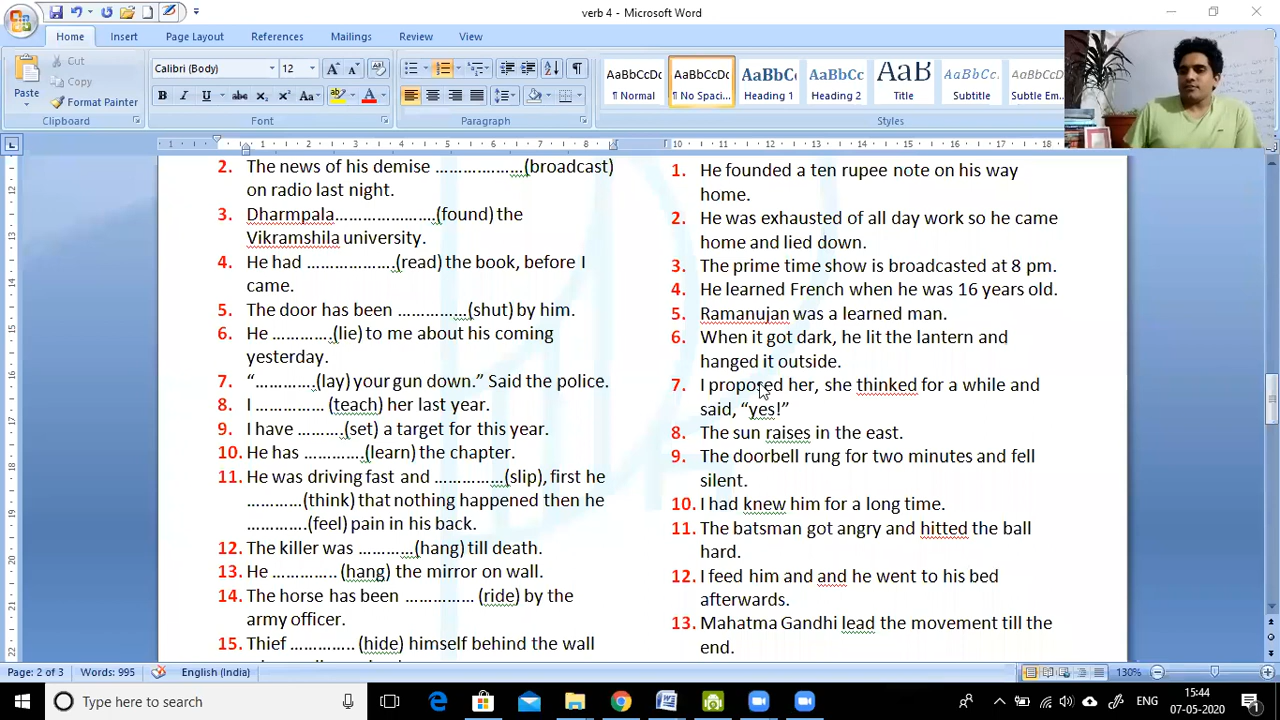 verb 4 - Microsoft Word
Home Insert Page Layout References Mailings Review View
Cut
Copy
Paste
Format Painter
Clipboard
Calibri (Body) 12
Font
Paragraph
AaBbCcDc AaBbCcDc AaBbC AaBbCc AaB AaBbCc AaBbCcDc
¶ Normal ¶ No Spaci... Heading 1 Heading 2 Title Subtitle Subtle Em...
Styles
2. The news of his demise ………………(broadcast)
on radio last night.
3. Dharmpala………………….(found) the
Vikramshila university.
4. He had ………………..(read) the book, before I
came.
5. The door has been ……………(shut) by him.
6. He ………….(lie) to me about his coming
yesterday.
7. “………….(lay) your gun down.” Said the police.
8. I …………… (teach) her last year.
9. I have ……….(set) a target for this year.
10. He has ………….(learn) the chapter.
11. He was driving fast and …………..(slip), first he
………..(think) that nothing happened then he
………….(feel) pain in his back.
12. The killer was …………(hang) till death.
13. He ………….. (hang) the mirror on wall.
14. The horse has been …………… (ride) by the
army officer.
15. Thief ………….. (hide) himself behind the wall
1. He founded a ten rupee note on his way
home.
2. He was exhausted of all day work so he came
home and lied down.
3. The prime time show is broadcasted at 8 pm.
4. He learned French when he was 16 years old.
5. Ramanujan was a learned man.
6. When it got dark, he lit the lantern and
hanged it outside.
7. I proposed her, she thinked for a while and
said, “yes!”
8. The sun raises in the east.
9. The doorbell rung for two minutes and fell
silent.
10. I had knew him for a long time.
11. The batsman got angry and hitted the ball
hard.
12. I feed him and and he went to his bed
afterwards.
13. Mahatma Gandhi lead the movement till the
end.
Page: 2 of 3 Words: 995 English (India) 130%
Type here to search
ENG
15:44
07-05-2020